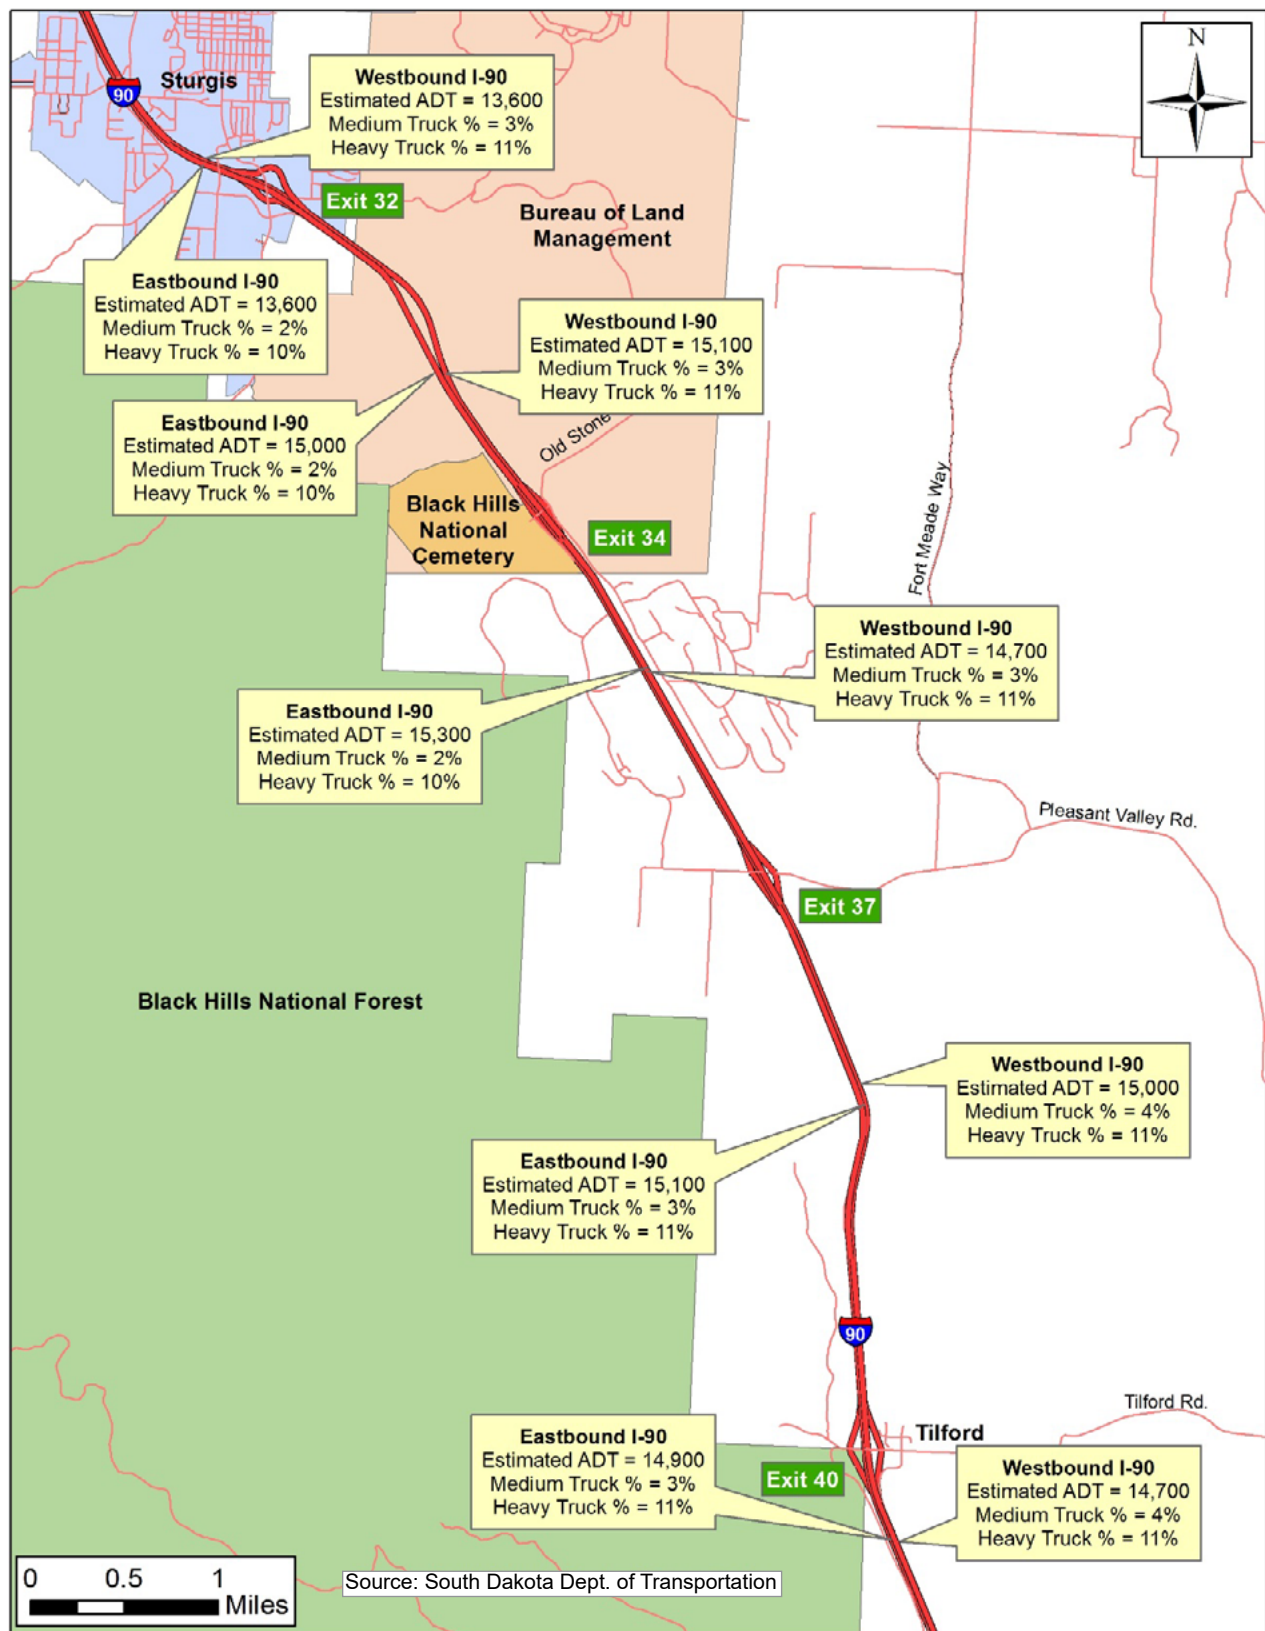 N
Sturgis
90
Westbound I-90
Estimated ADT = 13,600
Medium Truck % = 3%
Heavy Truck % = 11%
Exit 32
Bureau of Land
Management
Eastbound I-90
Estimated ADT = 13,600
Medium Truck % = 2%
Heavy Truck % = 10%
Westbound I-90
Estimated ADT = 15,100
Medium Truck % = 3%
Heavy Truck % = 11%
Eastbound I-90
Estimated ADT = 15,000
Medium Truck % = 2%
Heavy Truck % = 10%
Old Stone
Black Hills
National
Cemetery
Exit 34
Fort Meade Way
Westbound I-90
Estimated ADT = 14,700
Medium Truck % = 3%
Heavy Truck % = 11%
Eastbound I-90
Estimated ADT = 15,300
Medium Truck % = 2%
Heavy Truck % = 10%
Pleasant Valley Rd.
Exit 37
Black Hills National Forest
Westbound I-90
Estimated ADT = 15,000
Medium Truck % = 4%
Heavy Truck % = 11%
Eastbound I-90
Estimated ADT = 15,100
Medium Truck % = 3%
Heavy Truck % = 11%
90
Tilford Rd.
Tilford
Eastbound I-90
Estimated ADT = 14,900
Medium Truck % = 3%
Heavy Truck % = 11%
Exit 40
Westbound I-90
Estimated ADT = 14,700
Medium Truck % = 4%
Heavy Truck % = 11%
0 0.5 1
Miles
Source: South Dakota Dept. of Transportation